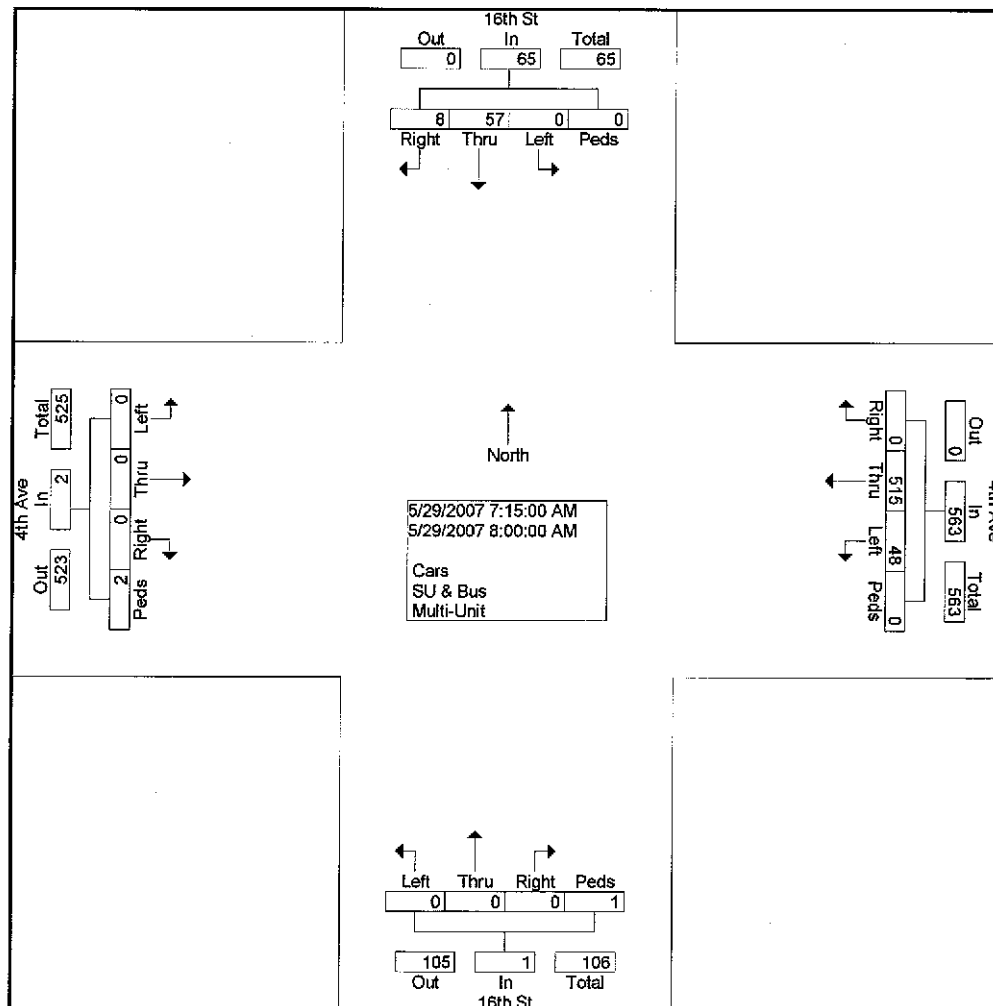 16th St
Out In Total
0 65 65
8 57 0 0
Right Thru Left Peds
4th Ave
Total In Out
525 2 523
0 0 0 2
Left Thru Right Peds
North
5/29/2007 7:15:00 AM
5/29/2007 8:00:00 AM
Cars
SU & Bus
Multi-Unit
Right Thru Left Peds
0 515 48 0
Out In Total
0 563 563
Ave
Left Thru Right Peds
0 0 0 1
105 1 106
Out In Total
16th St